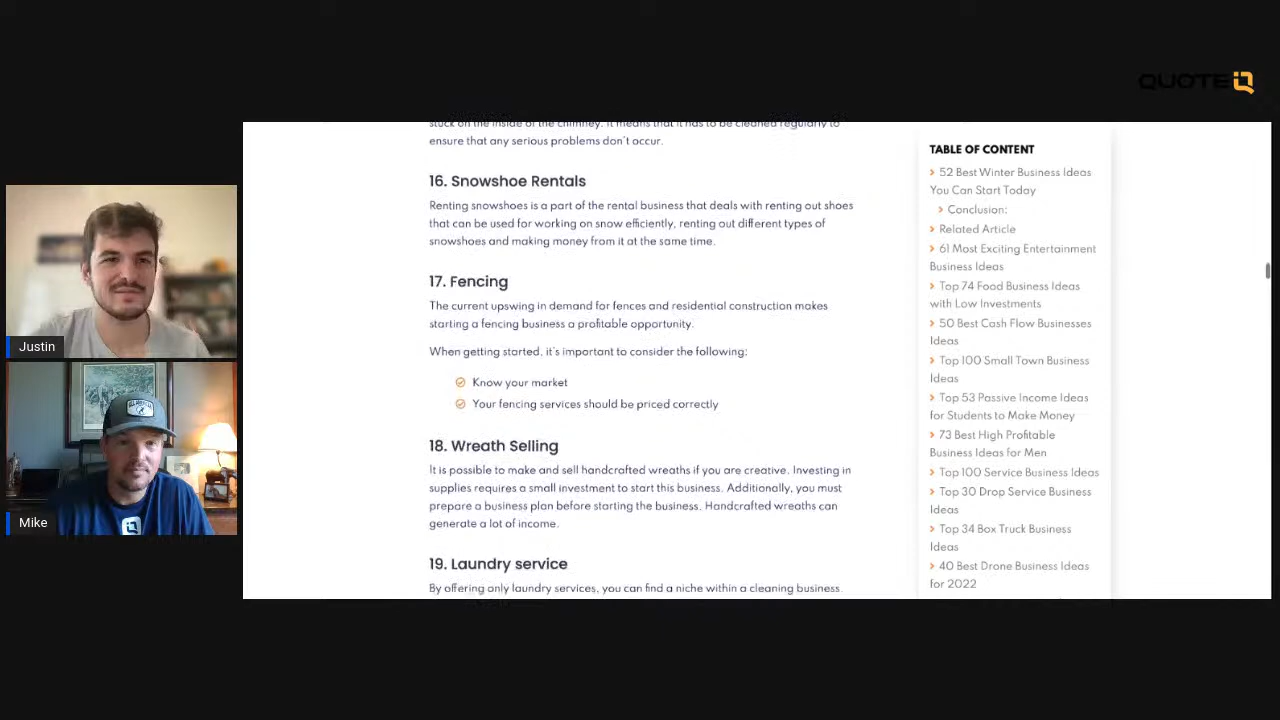 QUOTE IQ
stuck on the inside of the chimney. It means that it has to be cleaned regularly to
ensure that any serious problems don't occur.
16. Snowshoe Rentals
Renting snowshoes is a part of the rental business that deals with renting out shoes
that can be used for working on snow efficiently, renting out different types of
snowshoes and making money from it at the same time.
17. Fencing
The current upswing in demand for fences and residential construction makes
starting a fencing business a profitable opportunity.
When getting started, it's important to consider the following:
Know your market
Your fencing services should be priced correctly
18. Wreath Selling
It is possible to make and sell handcrafted wreaths if you are creative. Investing in
supplies requires a small investment to start this business. Additionally, you must
prepare a business plan before starting the business. Handcrafted wreaths can
generate a lot of income.
19. Laundry service
By offering only laundry services, you can find a niche within a cleaning business.
TABLE OF CONTENT
52 Best Winter Business Ideas
You Can Start Today
Conclusion:
Related Article
61 Most Exciting Entertainment
Business Ideas
Top 74 Food Business Ideas
with Low Investments
50 Best Cash Flow Businesses
Ideas
Top 100 Small Town Business
Ideas
Top 53 Passive Income Ideas
for Students to Make Money
73 Best High Profitable
Business Ideas for Men
Top 100 Service Business Ideas
Top 30 Drop Service Business
Ideas
Top 34 Box Truck Business
Ideas
40 Best Drone Business Ideas
for 2022
Justin
Mike